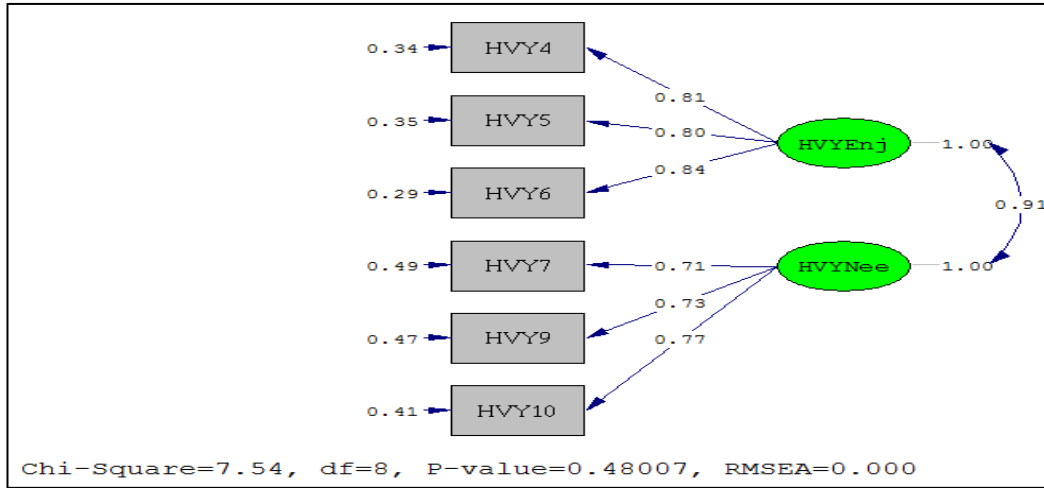 0.34 HVY4
0.81
0.35 HVY5
0.80
HVYEnj 1.00
0.84
0.29 HVY6
0.91
0.49 HVY7
0.71
HVYNee 1.00
0.73
0.47 HVY9
0.77
0.41 HVY10
Chi-Square=7.54, df=8, P-value=0.48007, RMSEA=0.000